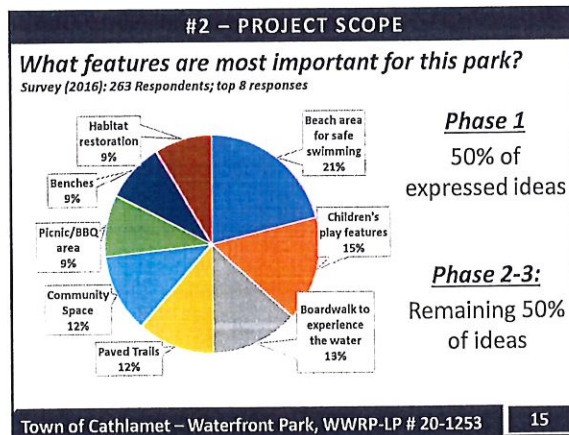 #2 – PROJECT SCOPE
What features are most important for this park?
Survey (2016): 263 Respondents; top 8 responses
Habitat
restoration
9%
Beach area
for safe
swimming
21%
Benches
9%
Children's
play features
15%
Picnic/BBQ
area
9%
Community
Space
12%
Boardwalk to
experience
the water
13%
Paved Trails
12%
Phase 1
50% of
expressed ideas
Phase 2-3:
Remaining 50%
of ideas
Town of Cathlamet – Waterfront Park, WWRP-LP # 20-1253
15